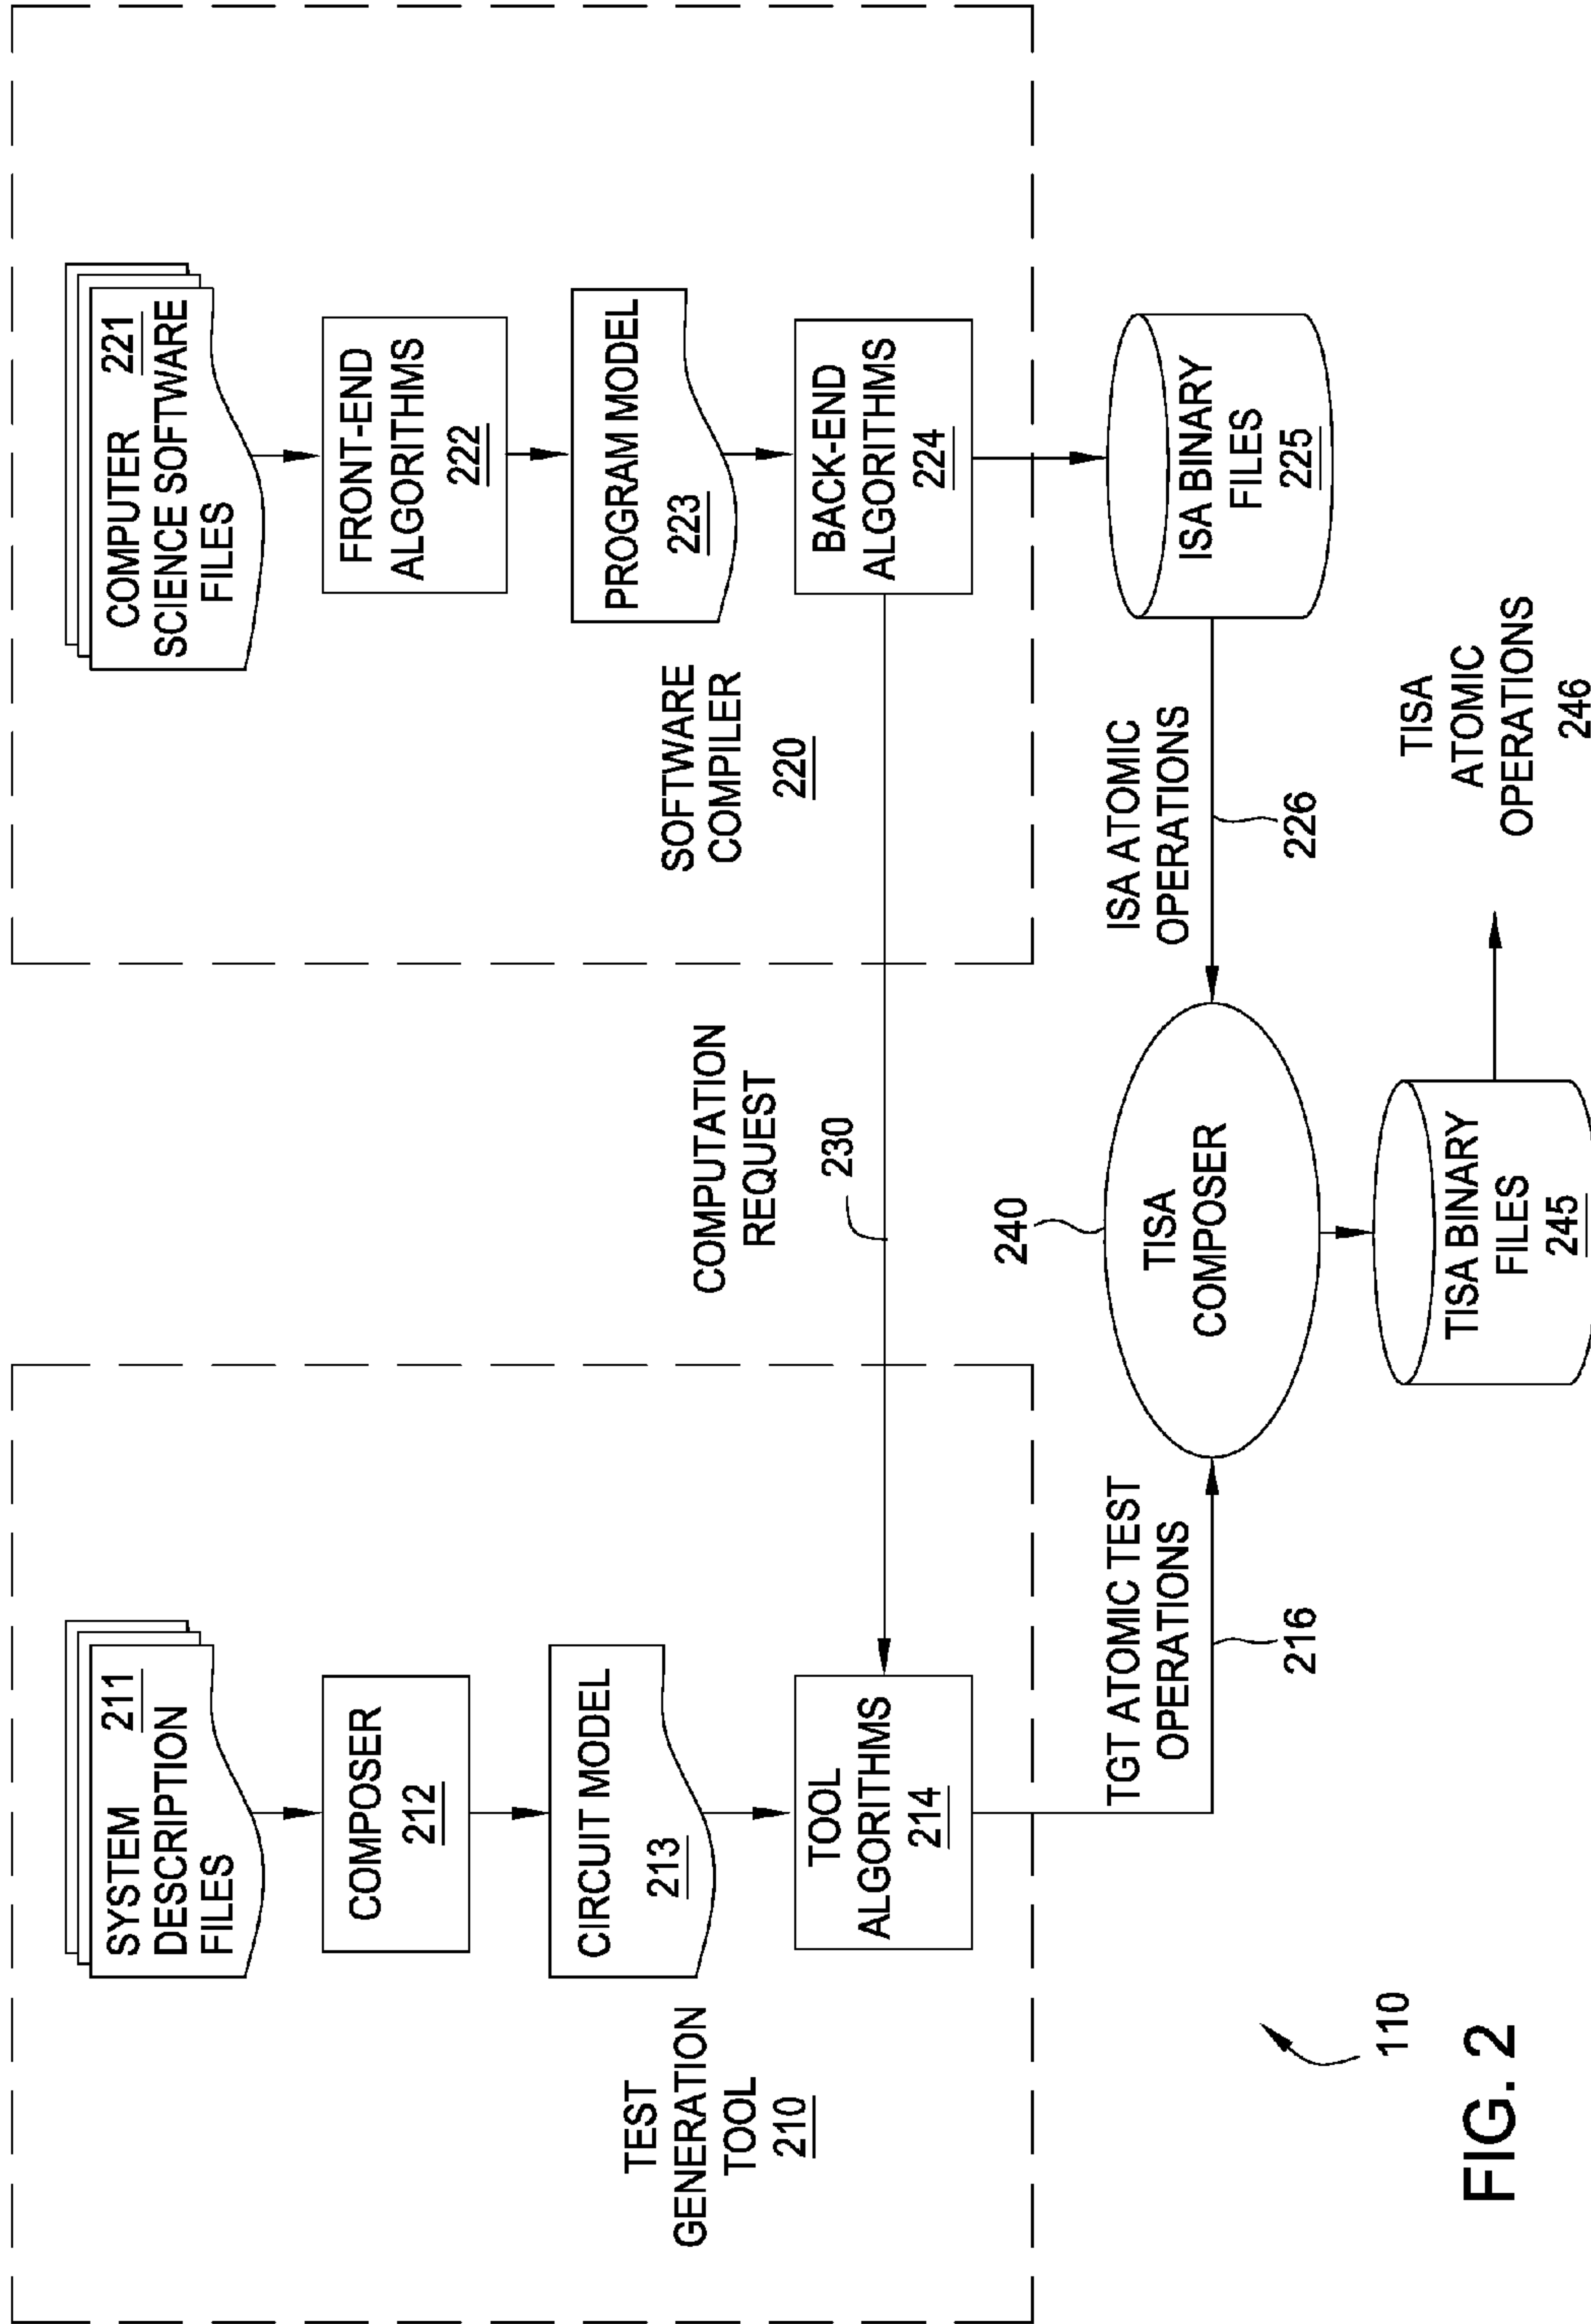 SYSTEM 211
DESCRIPTION
FILES
COMPOSER
212
CIRCUIT MODEL
213
TOOL
ALGORITHMS
214
TEST
GENERATION
TOOL
210
COMPUTER 221
SCIENCE SOFTWARE
FILES
FRONT-END
ALGORITHMS
222
PROGRAM MODEL
223
BACK-END
ALGORITHMS
224
SOFTWARE
COMPILER
220
COMPUTATION
REQUEST
230
TGT ATOMIC TEST
OPERATIONS
216
240
TISA
COMPOSER
ISA ATOMIC
OPERATIONS
226
ISA BINARY
FILES
225
TISA BINARY
FILES
245
TISA
ATOMIC
OPERATIONS
246
110
FIG. 2